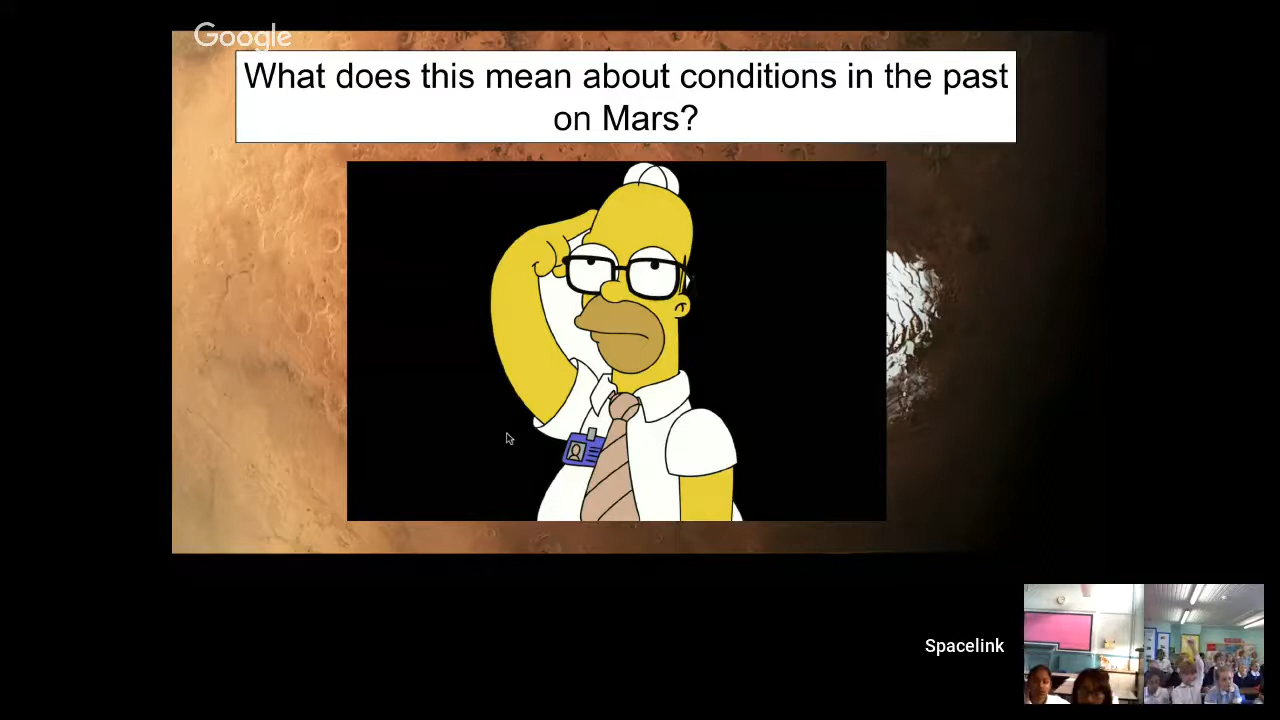 Google
What does this mean about conditions in the past
on Mars?
Spacelink